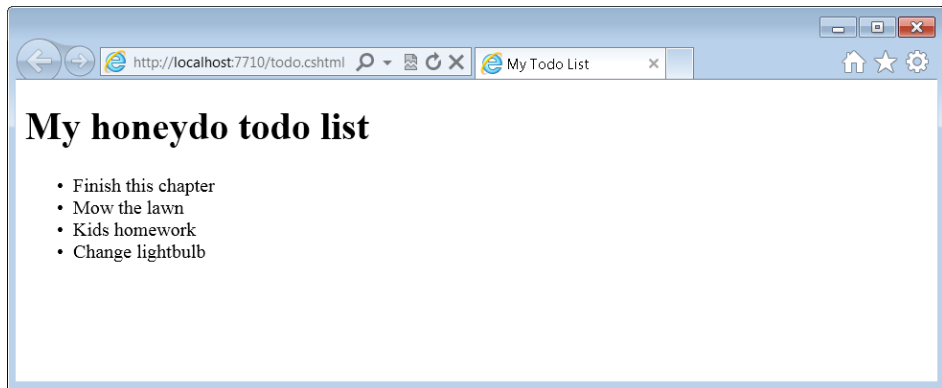 http://localhost:7710/todo.cshtml
My Todo List
My honeydo todo list
• Finish this chapter
• Mow the lawn
• Kids homework
• Change lightbulb